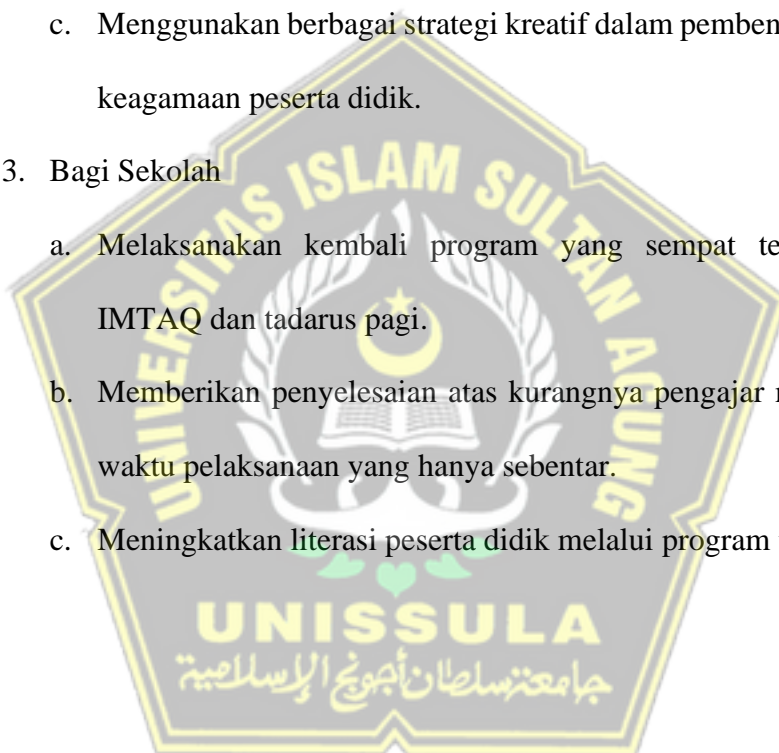 c. Menggunakan berbagai strategi kreatif dalam
keagamaan peserta didik.
3. Bagi Sekolah
a. Melaksanakan kembali program yang sempat
IMTAQ dan tadarus pagi.
b. Memberikan penyelesaian atas kurangnya pengajar
waktu pelaksanaan yang hanya sebentar.
c. Meningkatkan literasi peserta didik melalui program
UNIVERSITAS ISLAM SULTAN AGUNG
UNISSULA
جامعة سلطان أجونج الإسلامية